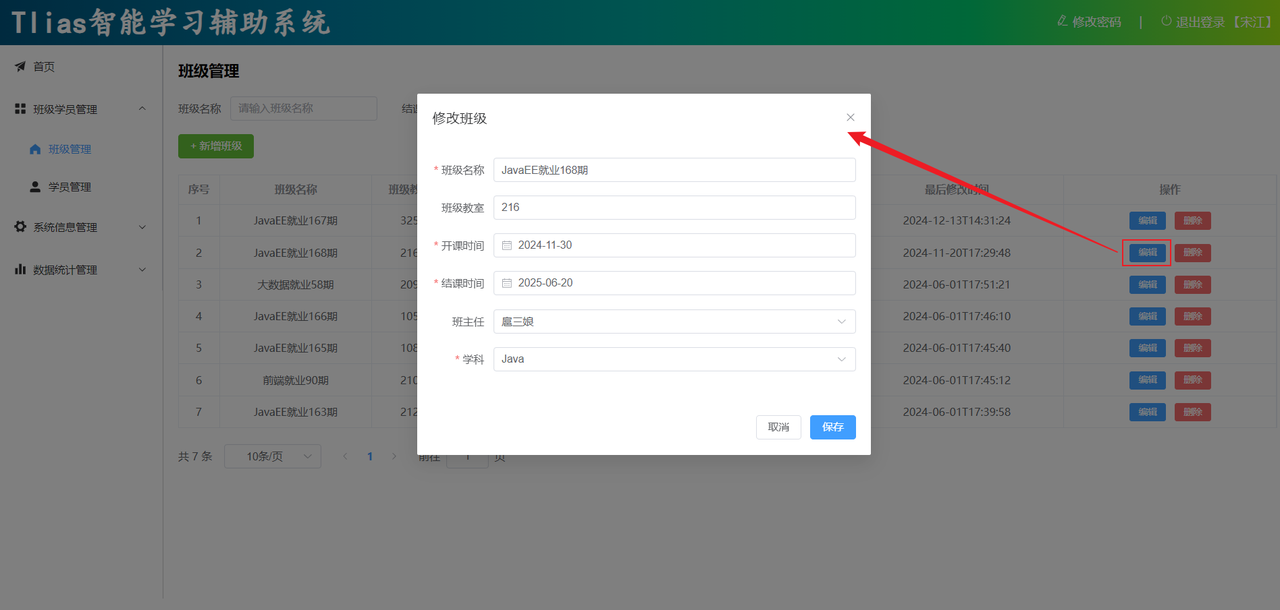 Tlias智能学习辅助系统
修改密码 | 退出登录 【宋江】
首页
班级学员管理
班级管理
学员管理
系统信息管理
数据统计管理
班级管理
班级名称 请输入班级名称
+ 新增班级
序号 班级名称 最后修改时间 操作
1 JavaEE就业167期 325 2024-12-13T14:31:24 编辑 删除
2 JavaEE就业168期 216 2024-11-20T17:29:48 编辑 删除
3 大数据就业58期 209 2024-06-01T17:51:21 编辑 删除
4 JavaEE就业166期 105 2024-06-01T17:46:10 编辑 删除
5 JavaEE就业165期 108 2024-06-01T17:45:40 编辑 删除
6 前端就业90期 210 2024-06-01T17:45:12 编辑 删除
7 JavaEE就业163期 212 2024-06-01T17:39:58 编辑 删除
共 7 条 10条/页 1 前往 1 页
修改班级
* 班级名称 JavaEE就业168期
班级教室 216
* 开课时间 2024-11-30
* 结课时间 2025-06-20
班主任 扈三娘
* 学科 Java
取消 保存